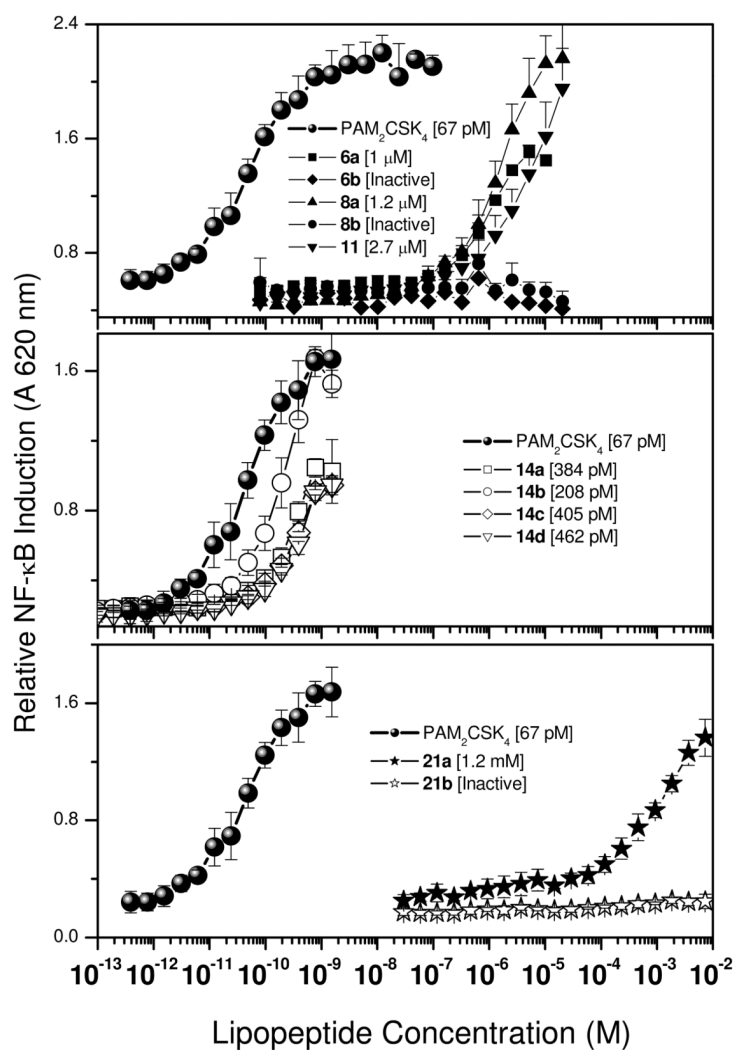 Relative NF-κB Induction (A 620 nm)
2.4
1.6
0.8
PAM₂CSK₄ [67 pM]
6a [1 μM]
6b [Inactive]
8a [1.2 μM]
8b [Inactive]
11 [2.7 μM]
1.6
0.8
PAM₂CSK₄ [67 pM]
14a [384 pM]
14b [208 pM]
14c [405 pM]
14d [462 pM]
1.6
0.8
0.0
PAM₂CSK₄ [67 pM]
21a [1.2 mM]
21b [Inactive]
10⁻¹³ 10⁻¹² 10⁻¹¹ 10⁻¹⁰ 10⁻⁹ 10⁻⁸ 10⁻⁷ 10⁻⁶ 10⁻⁵ 10⁻⁴ 10⁻³ 10⁻²
Lipopeptide Concentration (M)